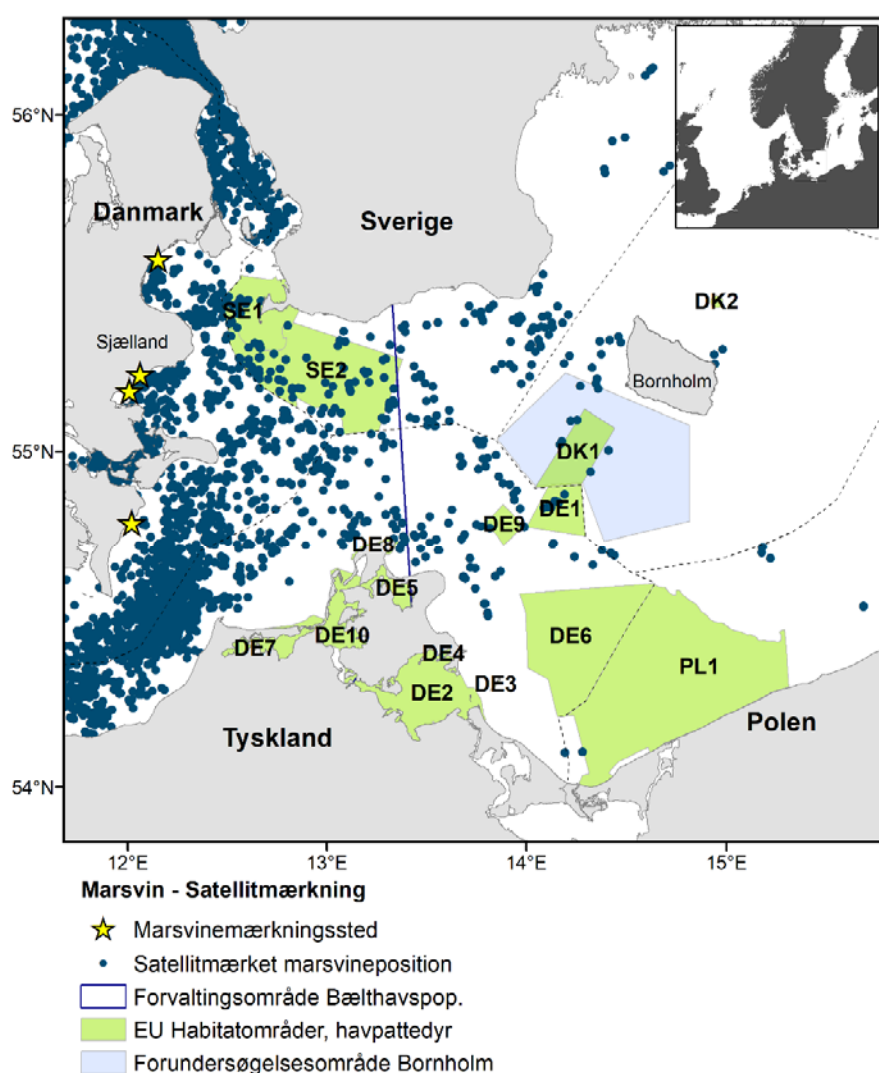 56°N
Danmark
Sverige
DK2
SE1
Sjælland
SE2
Bornholm
55°N
DK1
DE1
DE9
DE8
DE5
DE10
DE7
DE6
DE4
DE3
DE2
PL1
Tyskland
Polen
54°N
12°E
13°E
14°E
15°E
Marsvin - Satellitmærkning
Marsvinemærkningssted
Satellitmærket marsvineposition
Forvaltingsområde Bælthavspop.
EU Habitatområder, havpattedyr
Forundersøgelsesområde Bornholm